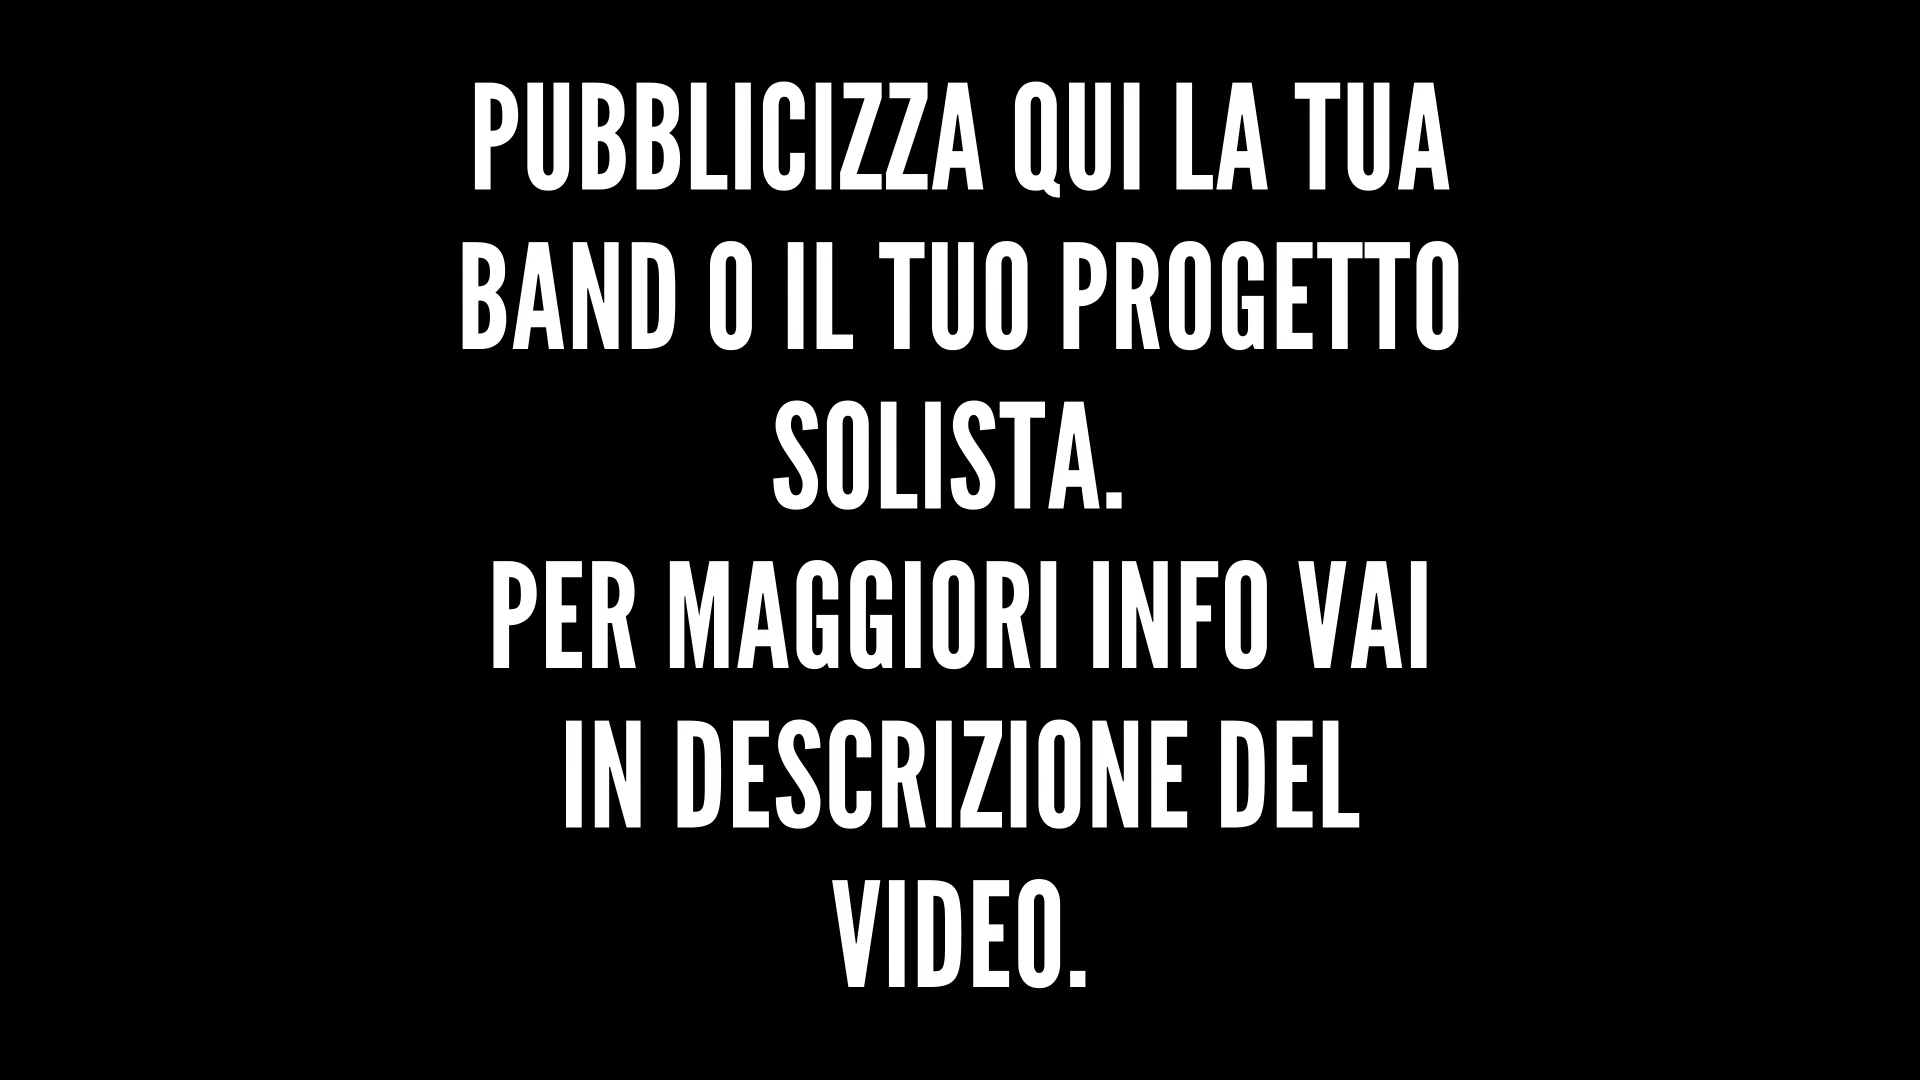 PUBBLICIZZA QUI LA TUA
BAND O IL TUO PROGETTO
SOLISTA.
PER MAGGIORI INFO VAI
IN DESCRIZIONE DEL
VIDEO.